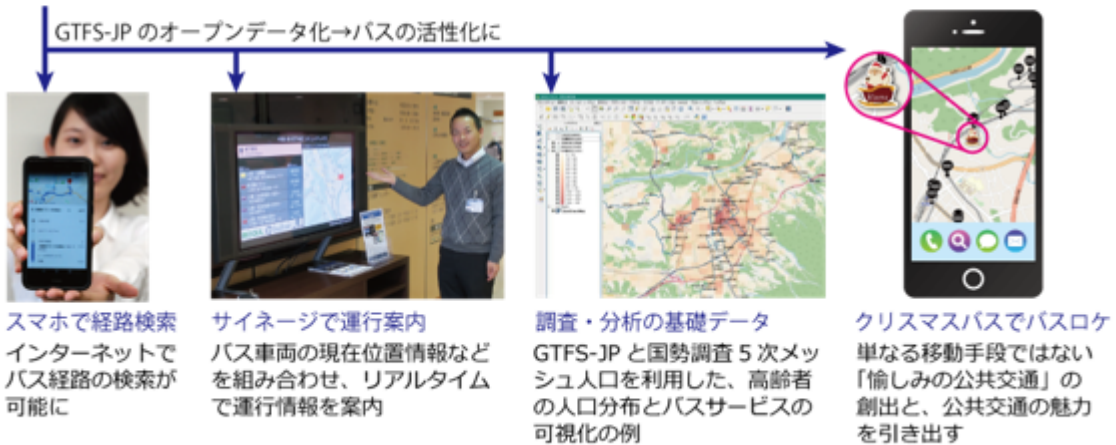 GTFS-JP のオープンデータ化→バスの活性化に
スマホで経路検索
インターネットで
バス経路の検索が
可能に
サイネージで運行案内
バス車両の現在位置情報など
を組み合わせ、リアルタイム
で運行情報を案内
調査・分析の基礎データ
GTFS-JP と国勢調査 5 次メッ
シュ人口を利用した、高齢者
の人口分布とバスサービスの
可視化の例
クリスマスバスでバスロケ
単なる移動手段ではない
「愉しみの公共交通」の
創出と、公共交通の魅力
を引き出す